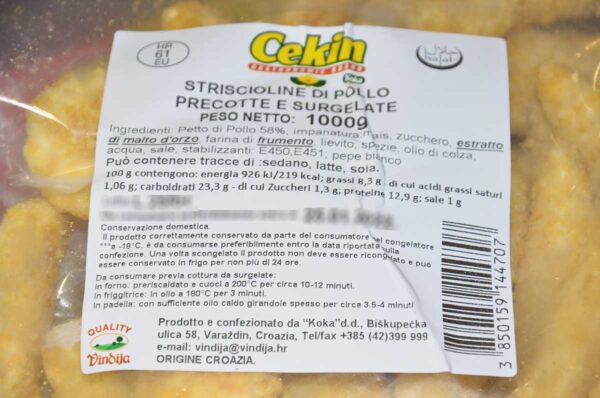 HR
61
EU
Cekin
GASTRONOMIC BRAND
Koka
halal
STRISCIOLINE DI POLLO
PRECOTTE E SURGELATE
PESO NETTO: 1000g
Ingredienti: Petto di Pollo 58%, impanatura mais, zucchero, estratto
di malto d'orzo, farina di frumento, lievito, spezie, olio di colza,
acqua, sale, stabilizzanti: E450,E451, pepe bianco
Può contenere tracce di :sedano, latte, soia.
100 g contengono: energia 926 kJ/219 kcal; grassi 8,3 g - di cui acidi grassi saturi
1,06 g; carboidrati 23,3 g - di cui Zuccheri 1,3 g; proteine 12,9 g; sale 1 g
Conservazione domestica.
Il prodotto correttamente conservato da parte del consumatore nel congelatore
***a -18°C, è da consumarse preferibilmente entro la data riportata sulla
confezione. Una volta scongelato il prodotto non deve essere ricongelato e può
essere conservato in frigo per non più di 24 ore.
Da consumare previa cottura da surgelate:
in forno: preriscaldato e cuoci a 200°C per circa 10-12 minuti.
in friggitrice: in olio a 180°C per 3 minuti.
in padella: con sufficiente olio caldo girandole spesso per circa 3.5-4 minuti
QUALITY
Vindija
Prodotto e confezionato da "Koka"d.d., Biškupečka
ulica 58, Varaždin, Croazia, Tel/fax +385 (42)399 999
e-mail: vindija@vindija.hr
ORIGINE CROAZIA.
3 850159 144707